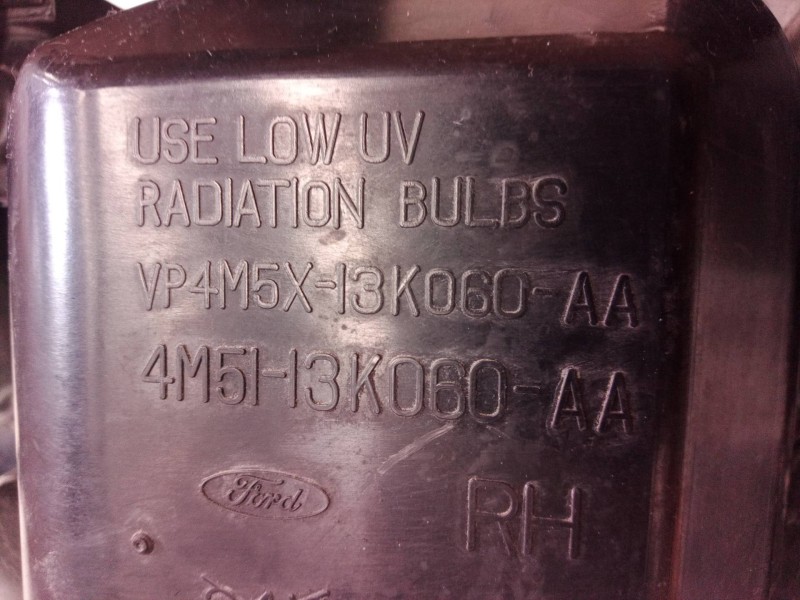 USE LOW UV
RADIATION BULBS
VP4M5X-13K060-AA
4M51-13K060-AA
Ford
RH